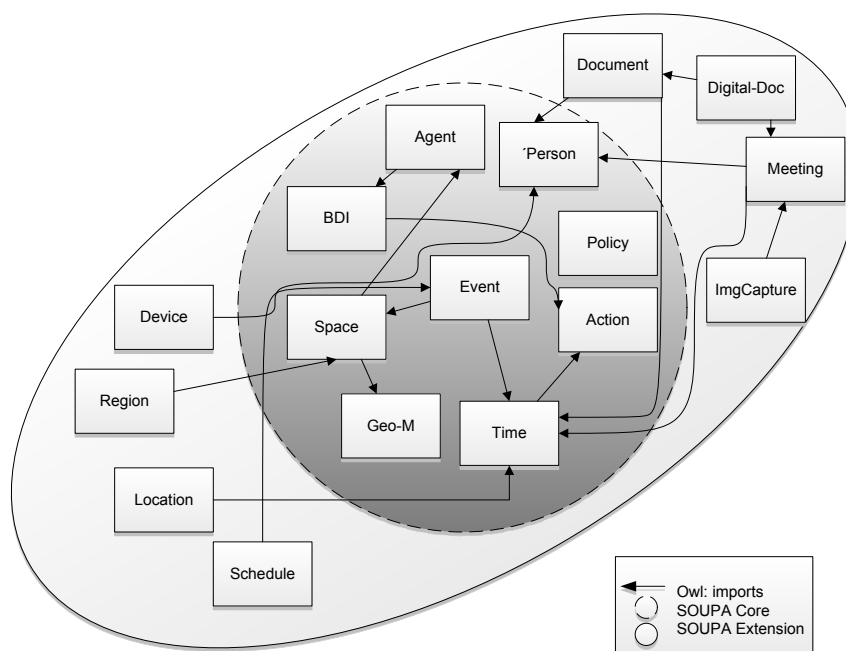 Document
Digital-Doc
Agent
´Person
Meeting
BDI
Policy
Event
ImgCapture
Device
Space
Action
Region
Geo-M
Time
Location
Schedule
Owl: imports
SOUPA Core
SOUPA Extension